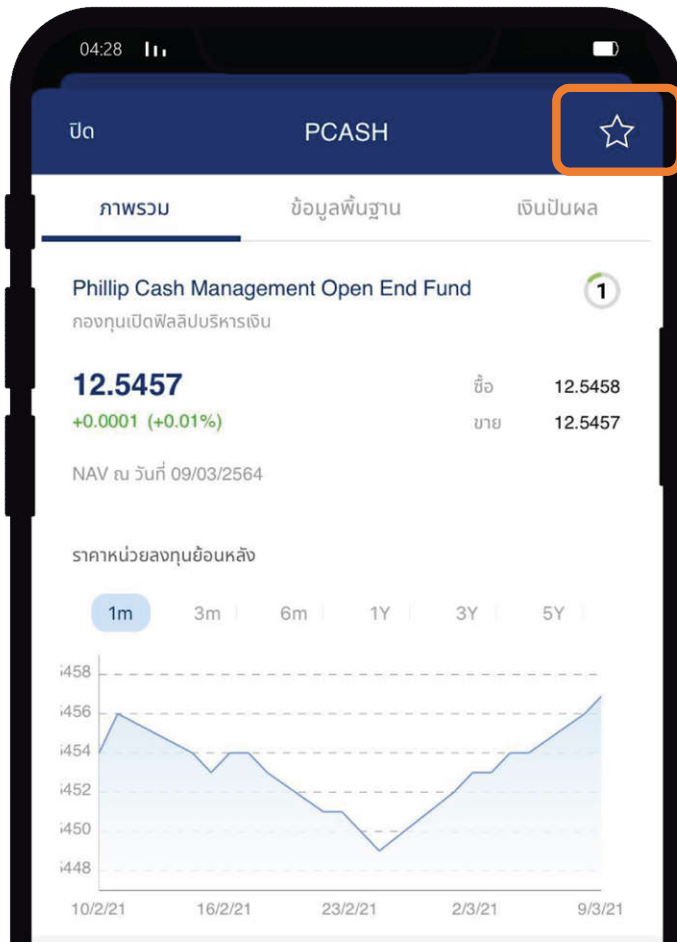 04:28
ปิด PCASH
ภาพรวม ข้อมูลพื้นฐาน เงินปันผล
Phillip Cash Management Open End Fund 1
กองทุนเปิดฟิลลิปบริหารเงิน
12.5457 ซื้อ 12.5458
+0.0001 (+0.01%) ขาย 12.5457
NAV ณ วันที่ 09/03/2564
ราคาหน่วยลงทุนย้อนหลัง
1m 3m 6m 1Y 3Y 5Y
5458
5456
5454
5452
5450
5448
10/2/21 16/2/21 23/2/21 2/3/21 9/3/21